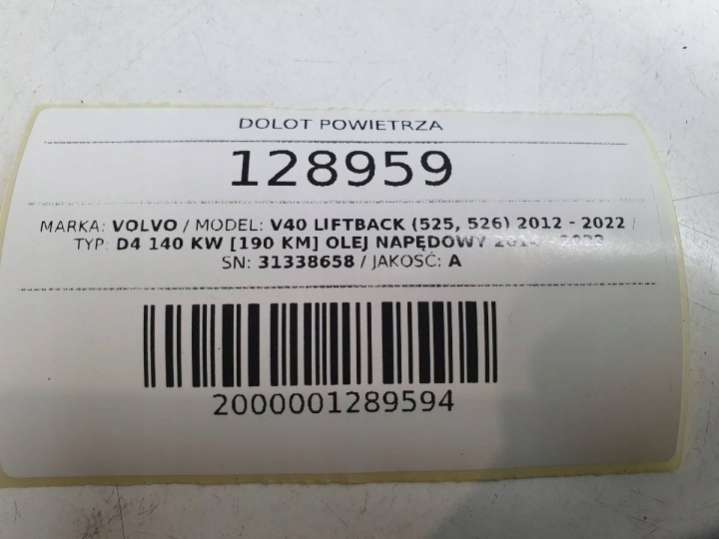 DOLOT POWIETRZA
128959
MARKA: VOLVO / MODEL: V40 LIFTBACK (525, 526) 2012 - 2022 /
TYP: D4 140 KW [190 KM] OLEJ NAPĘDOWY
SN: 31338658 / JAKOŚĆ: A
2000001289594